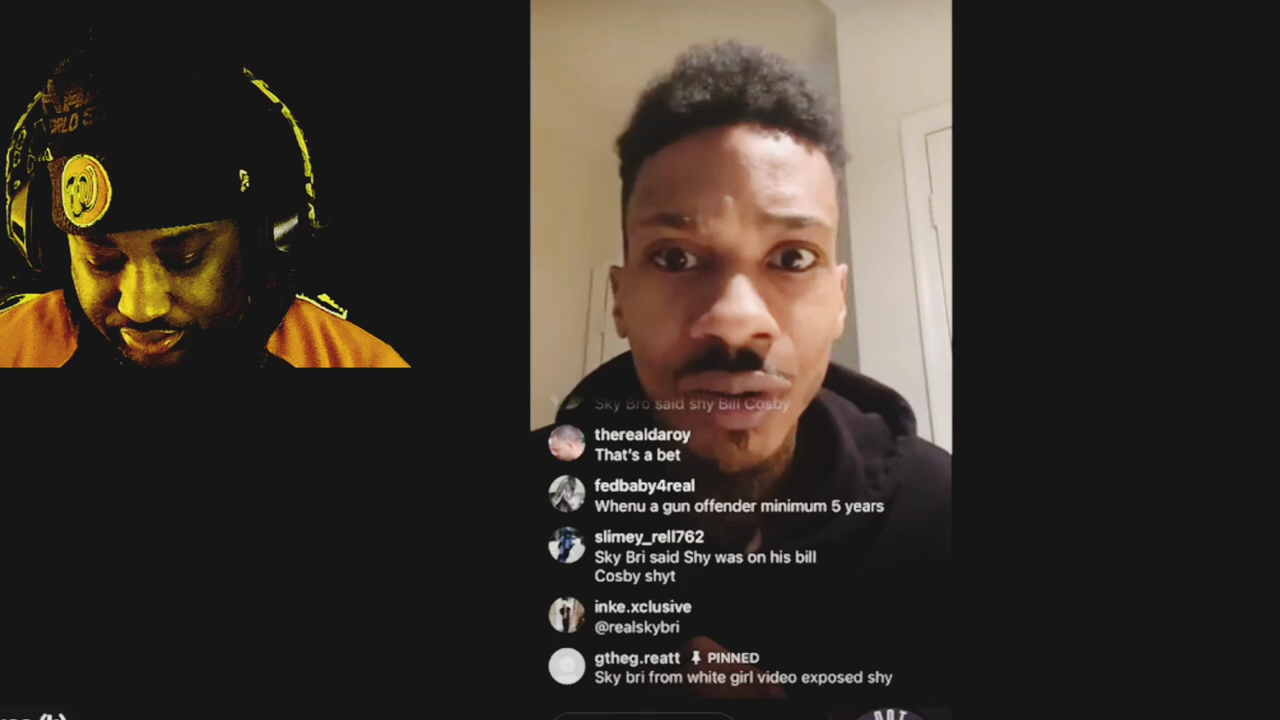 Sky Bro said shy Bill Cosby
therealdaroy
That's a bet
fedbaby4real
Whenu a gun offender minimum 5 years
slimey_rell762
Sky Bri said Shy was on his bill
Cosby shyt
inke.xclusive
@realskybri
gtheg.reatt PINNED
Sky bri from white girl video exposed shy